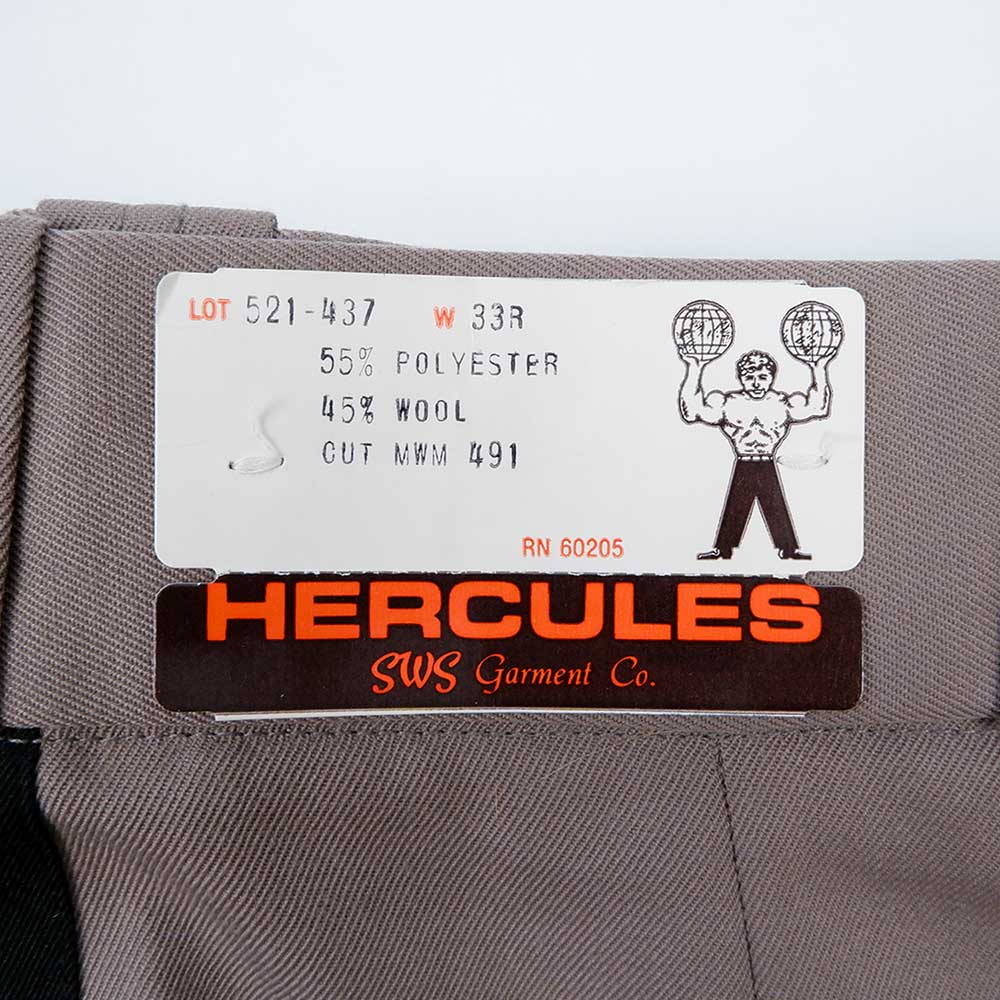 LOT 521-437 W 33R
55% POLYESTER
45% WOOL
CUT MWM 491
RN 60205
HERCULES
SWS Garment Co.